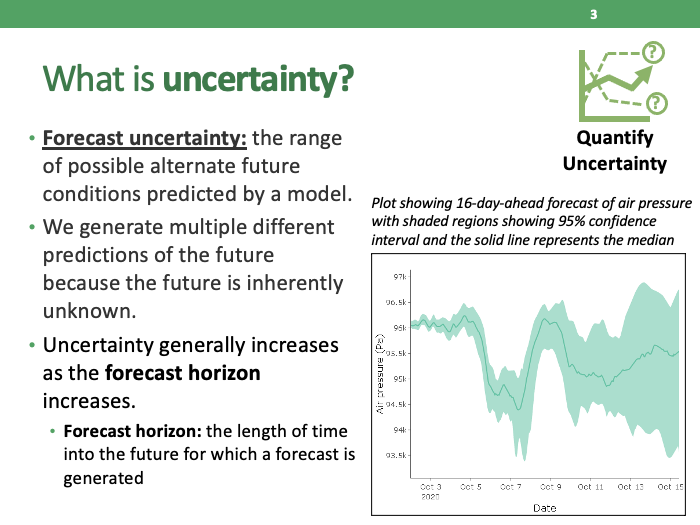 3
What is uncertainty?
• Forecast uncertainty: the range
of possible alternate future
conditions predicted by a model.
• We generate multiple different
predictions of the future
because the future is inherently
unknown.
• Uncertainty generally increases
as the forecast horizon
increases.
• Forecast horizon: the length of time
into the future for which a forecast is
generated
?
?
Quantify
Uncertainty
Plot showing 16-day-ahead forecast of air pressure
with shaded regions showing 95% confidence
interval and the solid line represents the median
Air pressure (Pa)
97k
96.5k
96k
95.5k
95k
94.5k
94k
93.5k
Oct 3 Oct 5 Oct 7 Oct 9 Oct 11 Oct 13 Oct 15
2020
Date